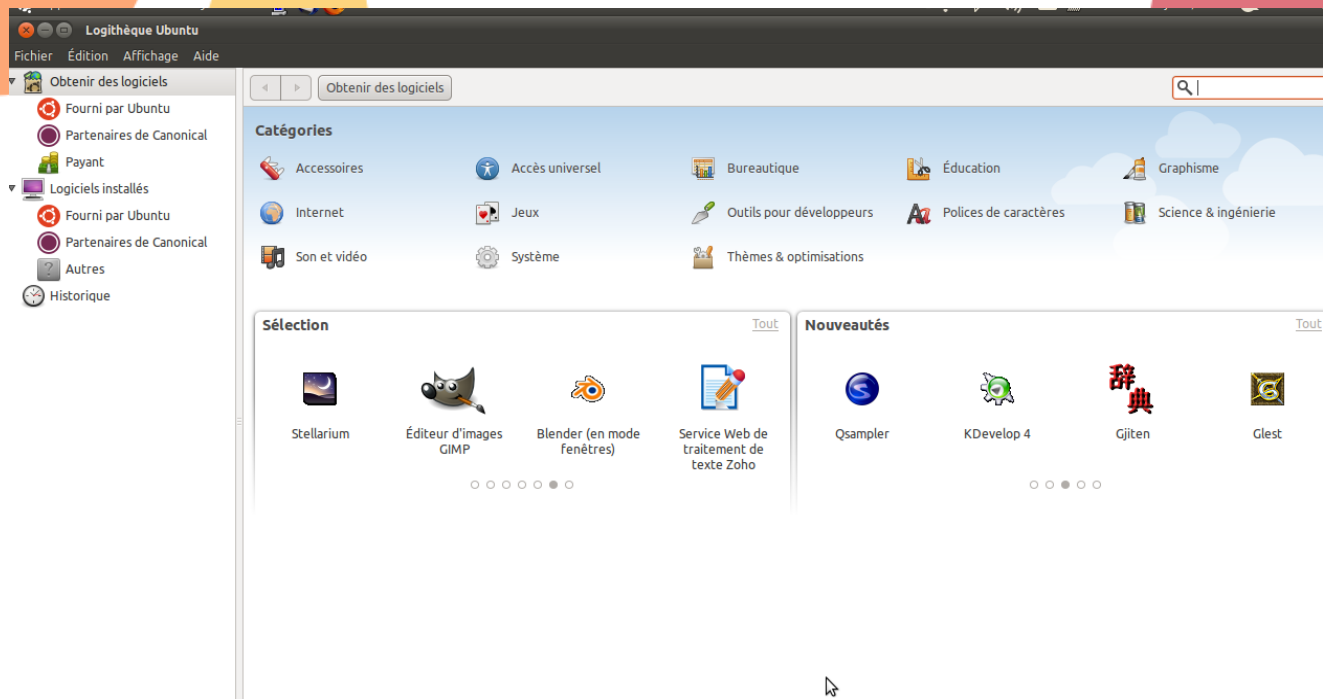 Logithèque Ubuntu
Fichier Édition Affichage Aide
Obtenir des logiciels
Fourni par Ubuntu
Partenaires de Canonical
Payant
Logiciels installés
Fourni par Ubuntu
Partenaires de Canonical
Autres
Historique
Obtenir des logiciels
Catégories
Accessoires
Accès universel
Bureautique
Éducation
Graphisme
Internet
Jeux
Outils pour développeurs
Polices de caractères
Science & ingénierie
Son et vidéo
Système
Thèmes & optimisations
Sélection
Tout
Stellarium
Éditeur d'images
GIMP
Blender (en mode
fenêtres)
Service Web de
traitement de
texte Zoho
Nouveautés
Tout
辞
典
Qsampler
KDevelop 4
Gjiten
Glest